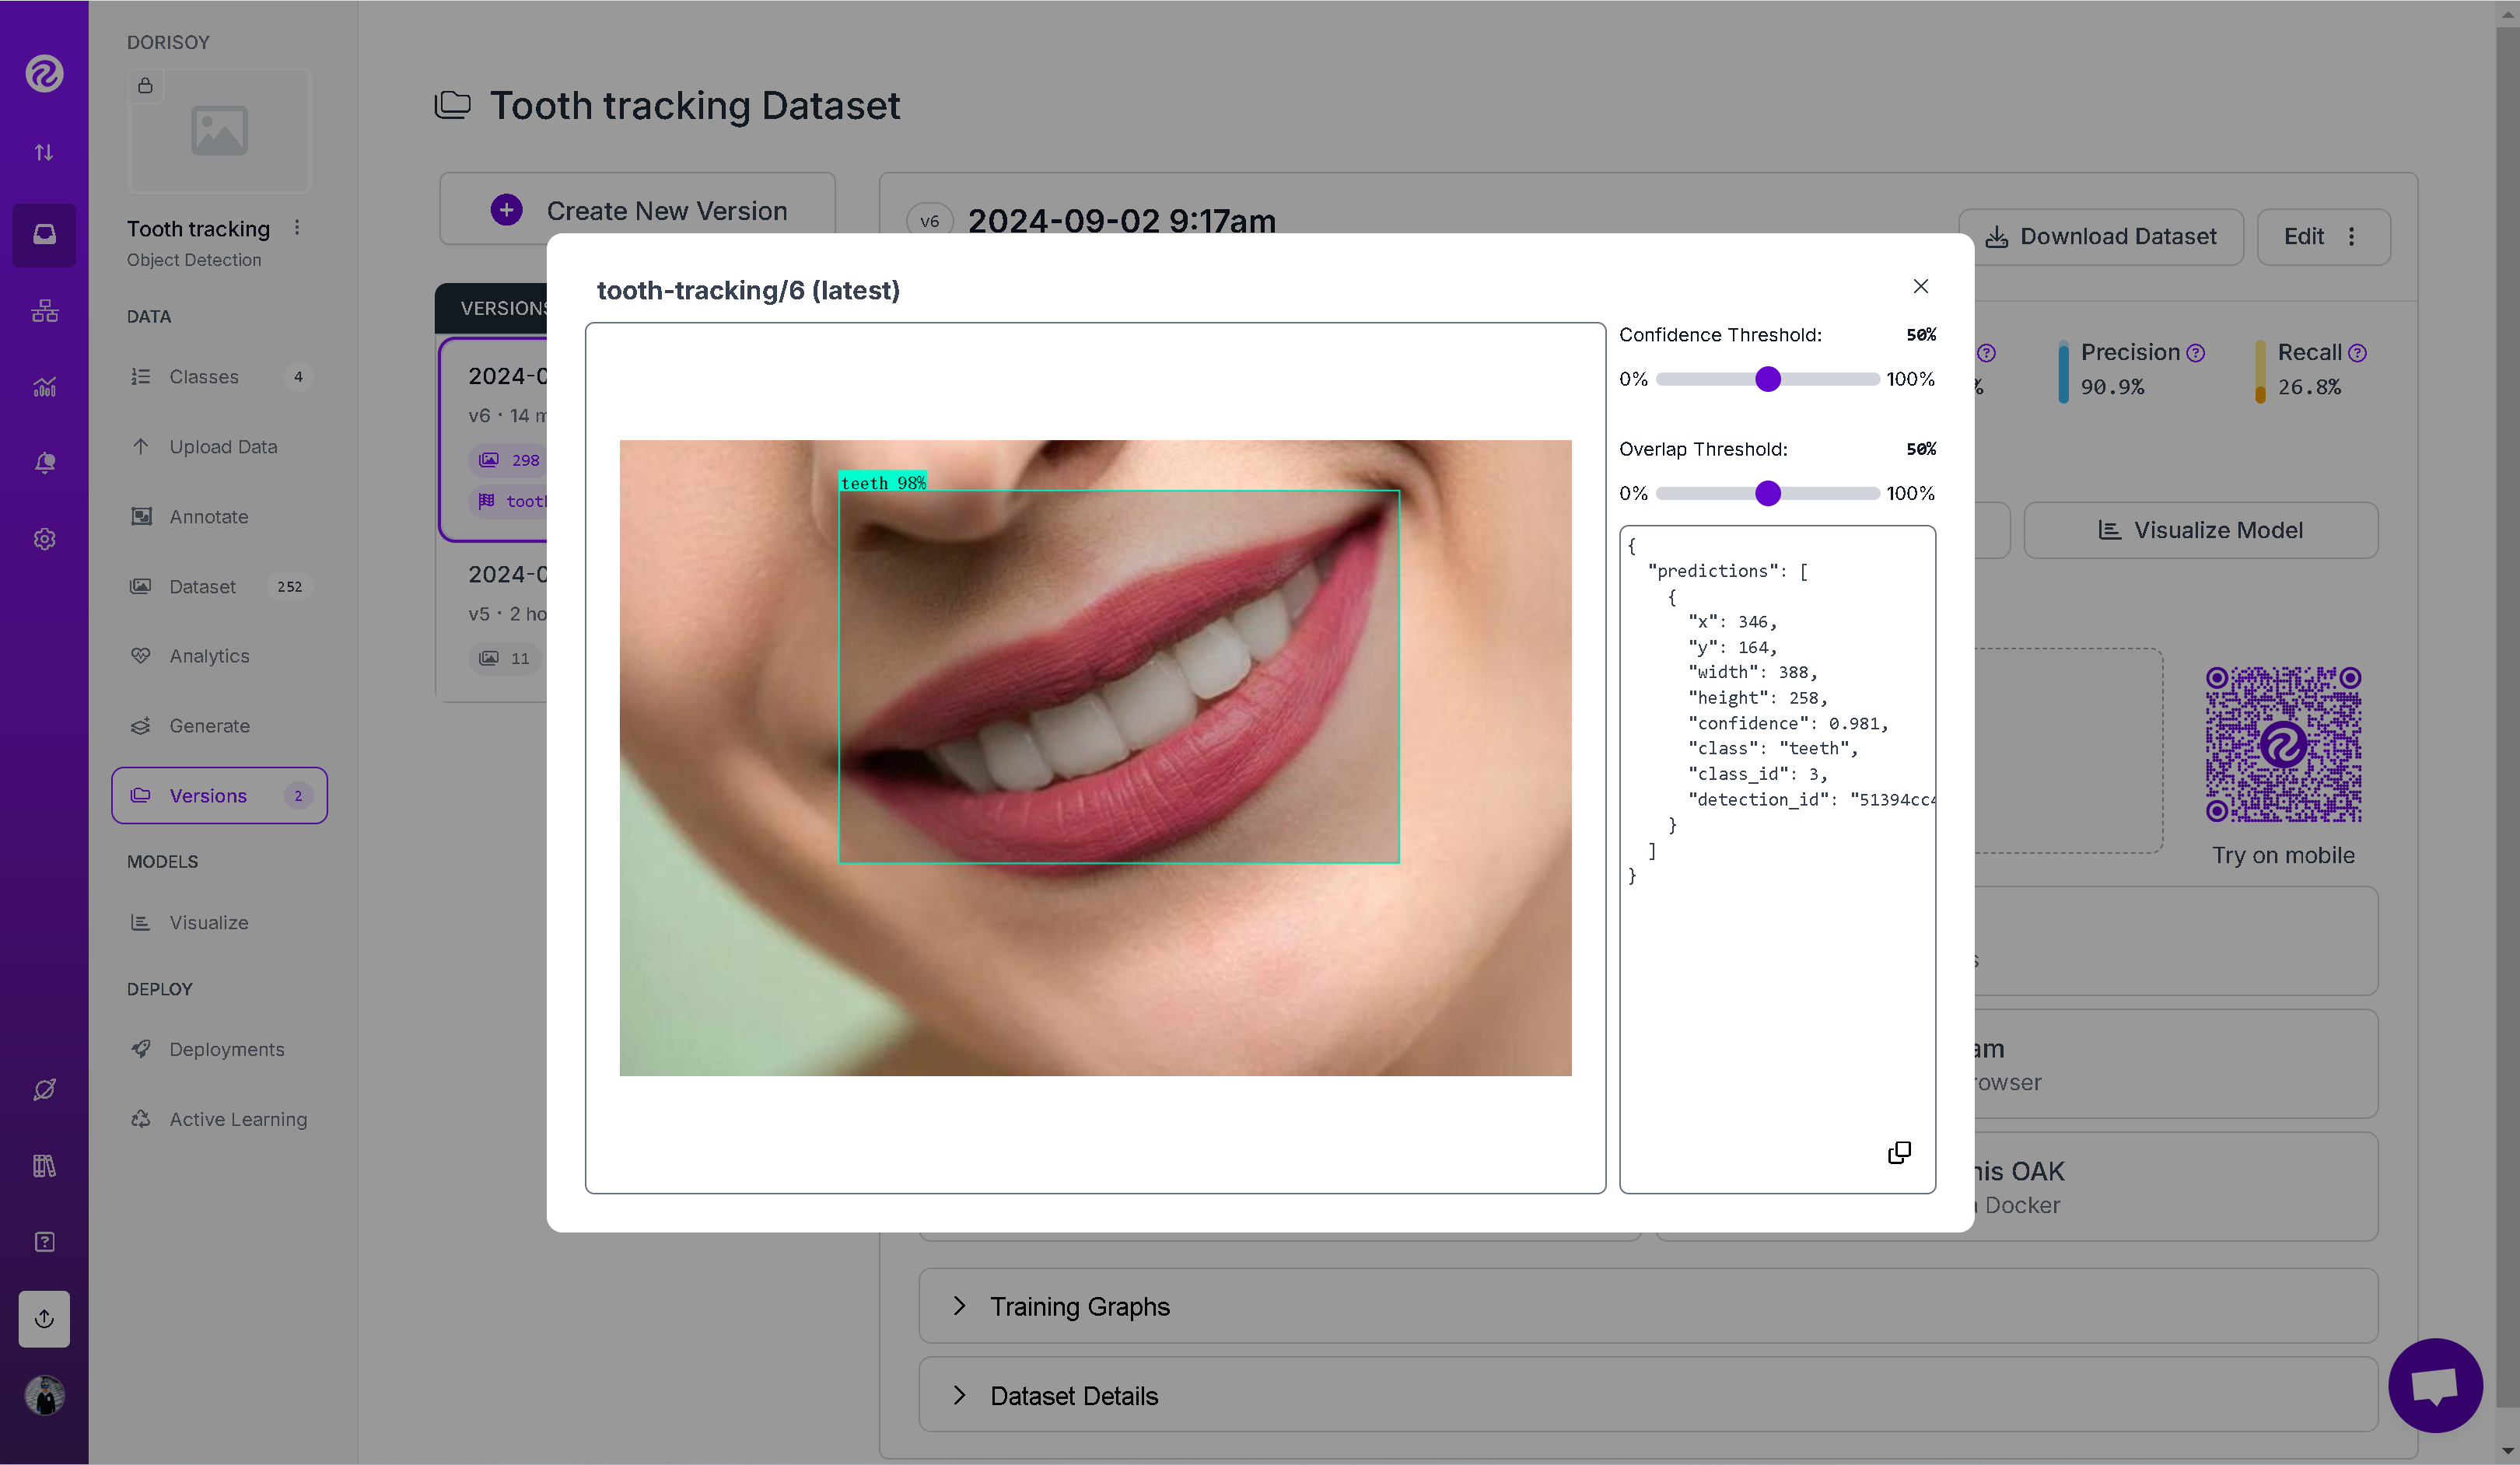 DORISOY
Tooth tracking
Object Detection
DATA
Classes 4
Upload Data
Annotate
Dataset 252
Analytics
Generate
Versions 2
MODELS
Visualize
DEPLOY
Deployments
Active Learning
Tooth tracking Dataset
Create New Version
VERSIONS
2024-0
v6 · 14 m
298
tooth
2024-0
v5 · 2 ho
11
v6 2024-09-02 9:17am
Download Dataset
Edit
%
Precision
90.9%
Recall
26.8%
Visualize Model
Try on mobile
s
am
rowser
nis OAK
Docker
Training Graphs
Dataset Details
tooth-tracking/6 (latest)
teeth 98%
Confidence Threshold: 50%
0% 100%
Overlap Threshold: 50%
0% 100%
{
"predictions": [
{
"x": 346,
"y": 164,
"width": 388,
"height": 258,
"confidence": 0.981,
"class": "teeth",
"class_id": 3,
"detection_id": "51394cc4
}
]
}